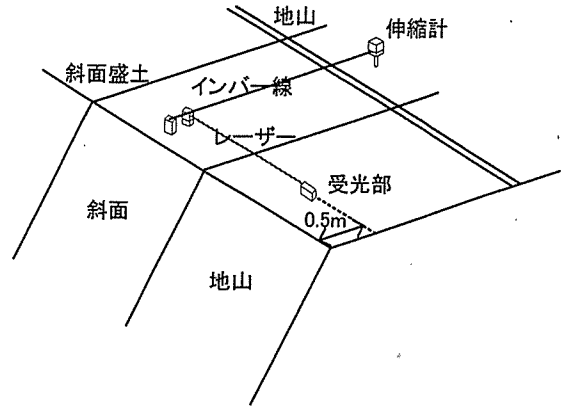 地山
伸縮計
斜面盛土
インバー線
レーザー
受光部
0.5m
斜面
地山